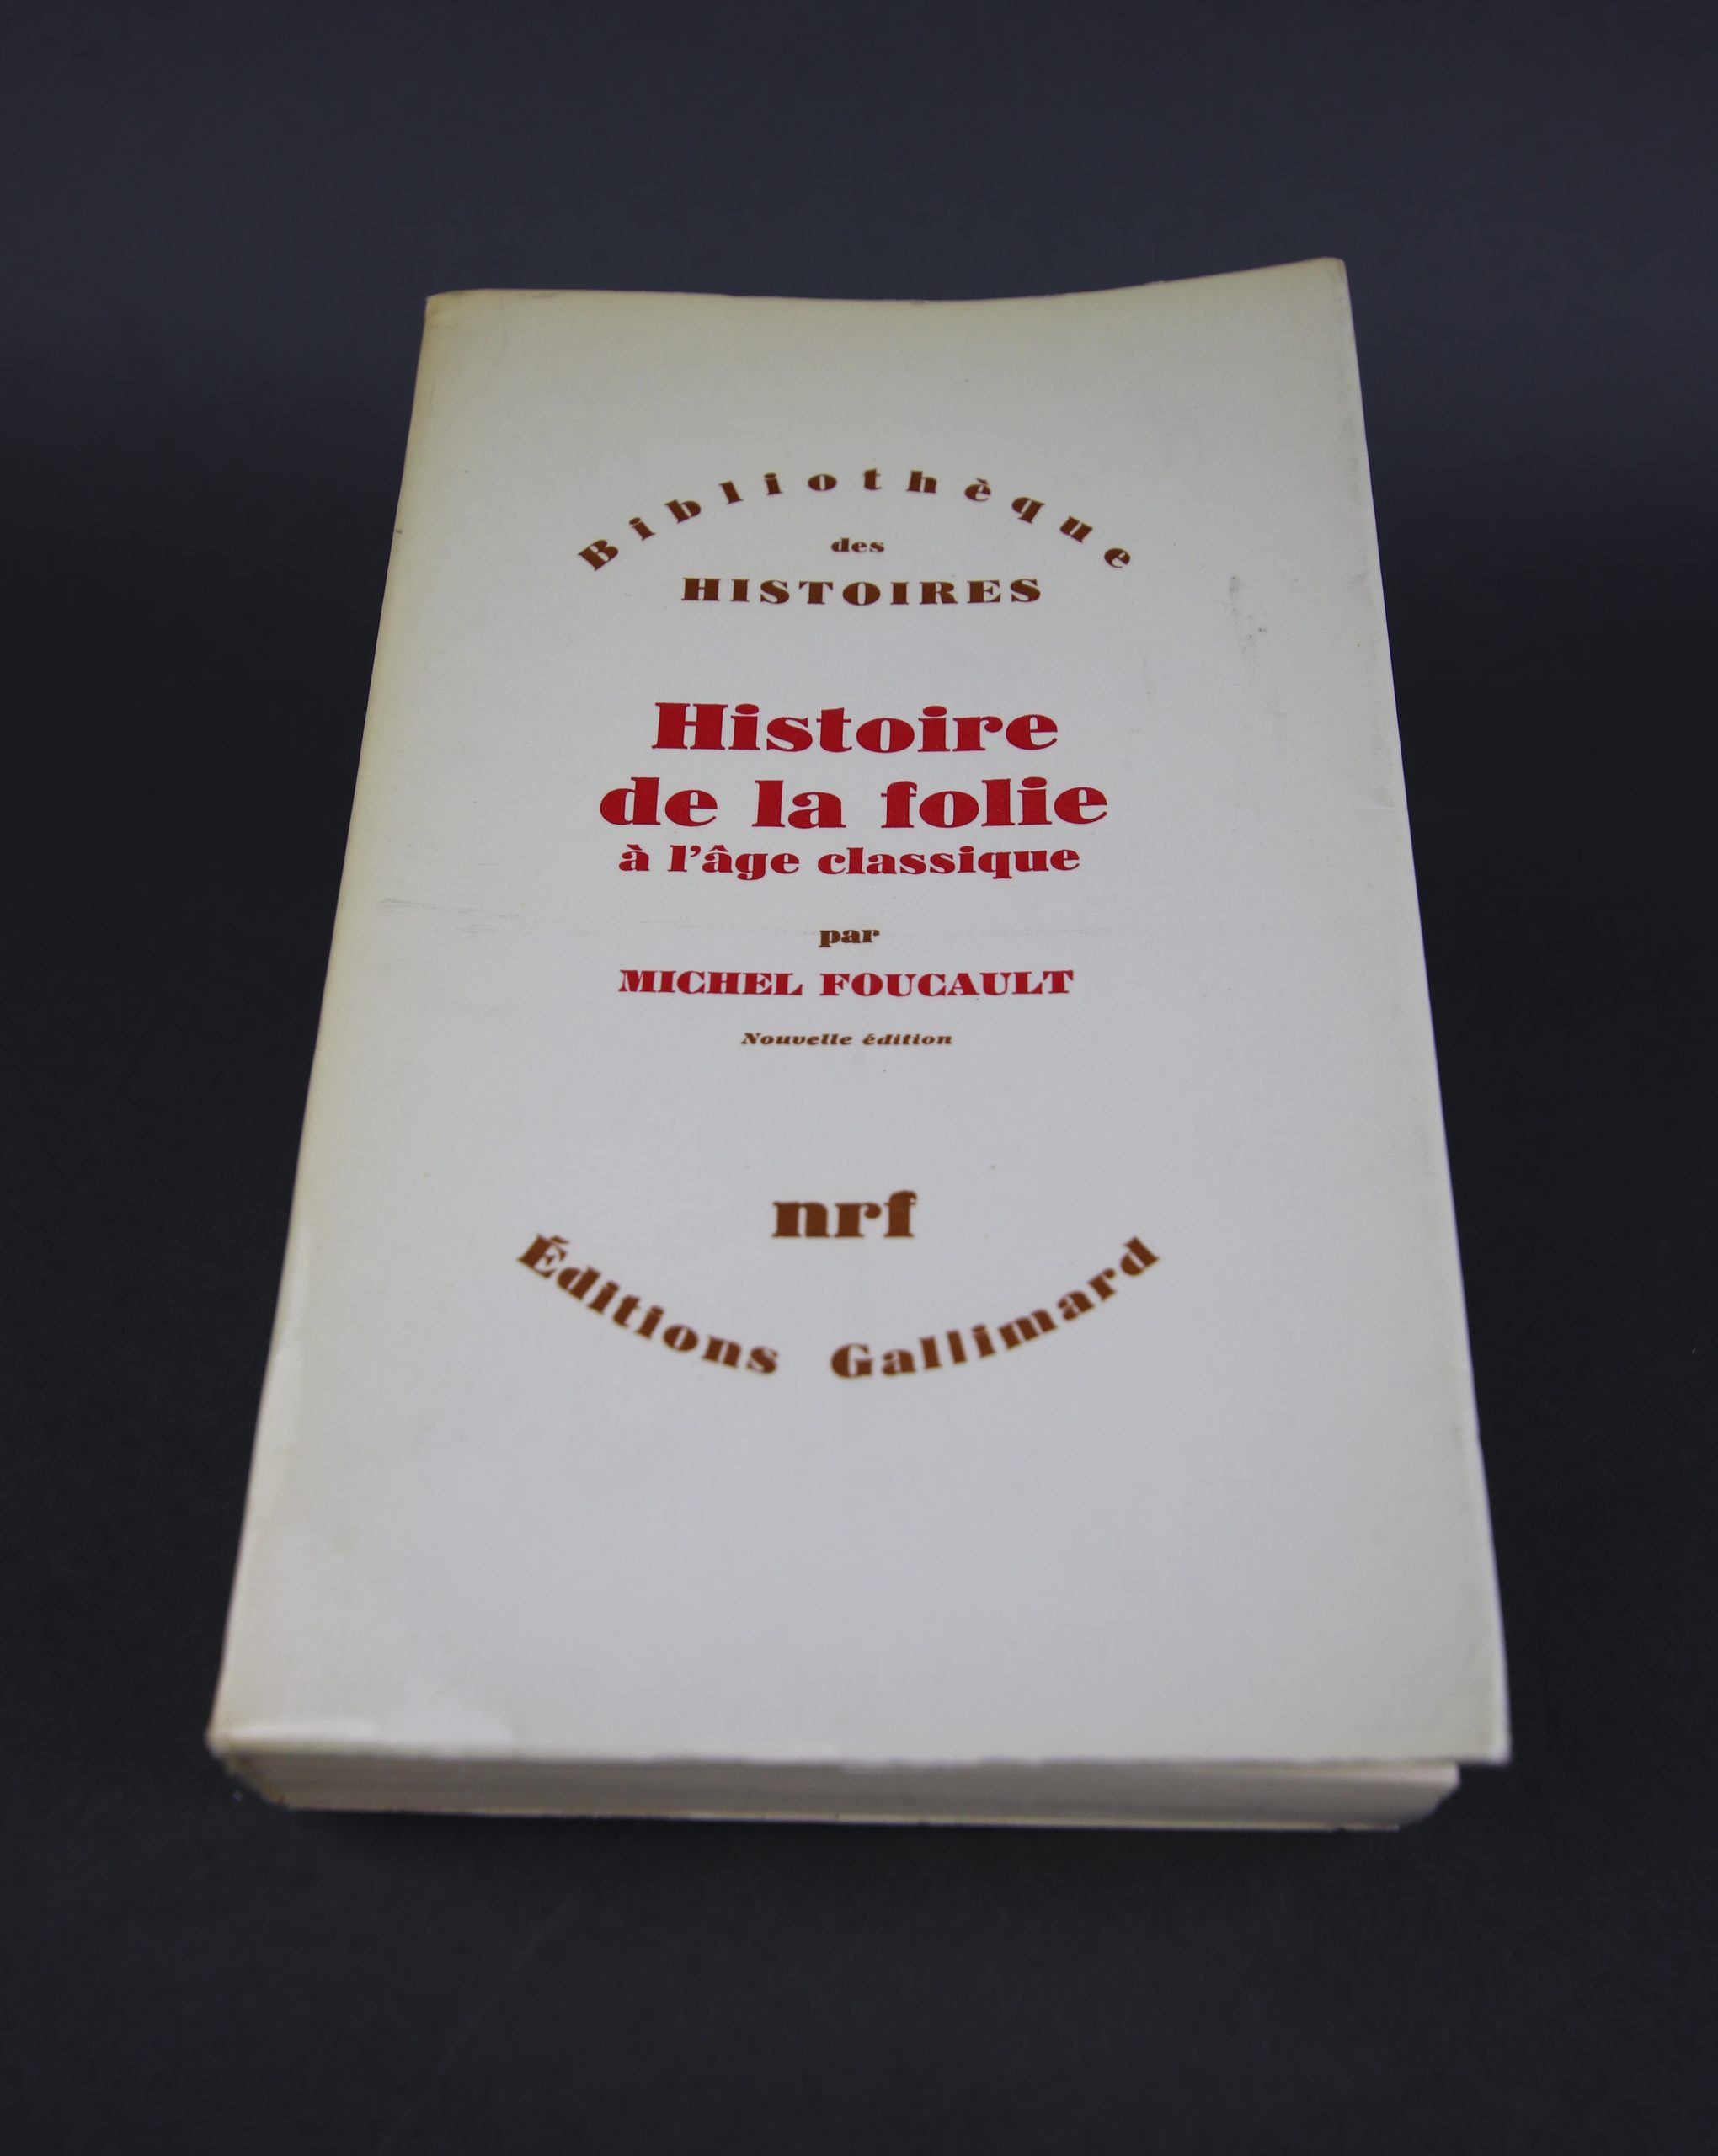 Bibliothèque
des
HISTOIRES
Histoire
de la folie
à l'âge classique
par
MICHEL FOUCAULT
Nouvelle édition
nrf
Éditions Gallimard